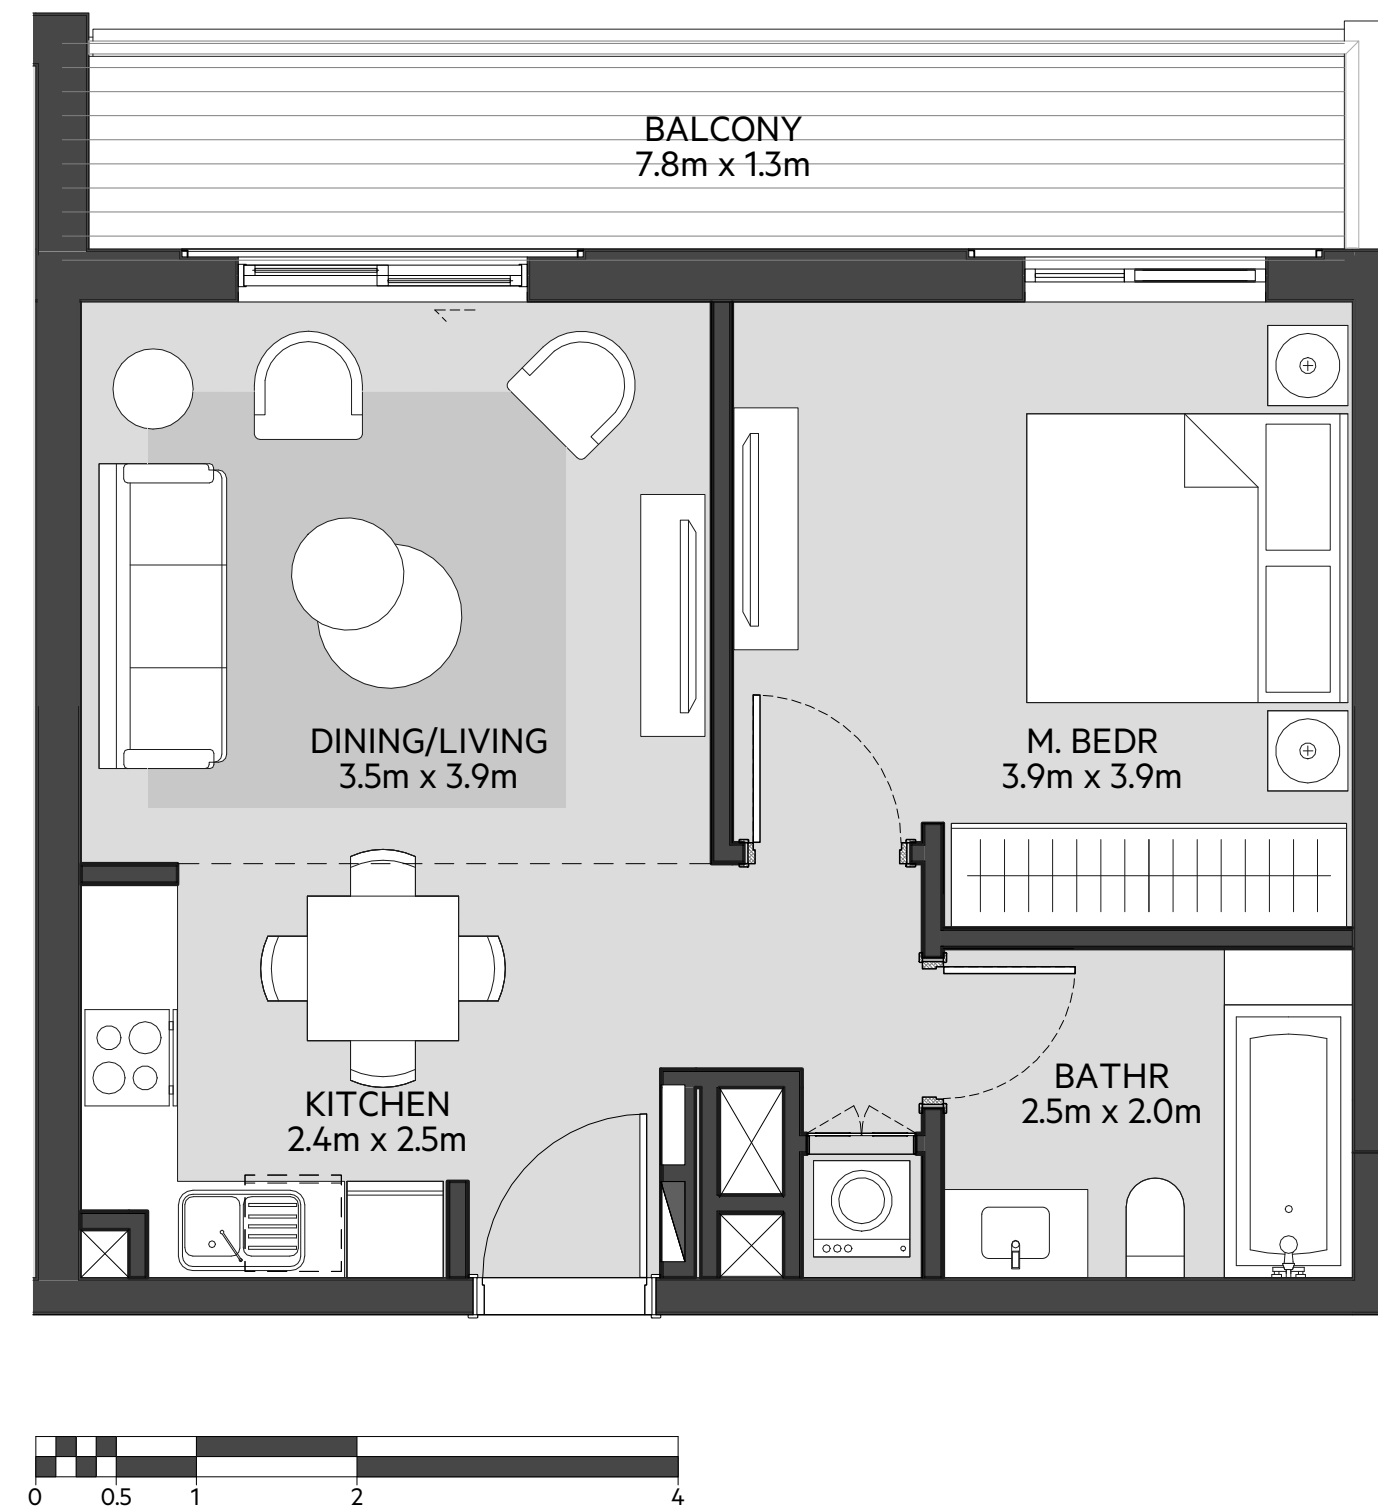 BALCONY
7.8m x 1.3m
DINING/LIVING
3.5m x 3.9m
M. BEDR
3.9m x 3.9m
KITCHEN
2.4m x 2.5m
BATHR
2.5m x 2.0m
0 0.5 1 2 4